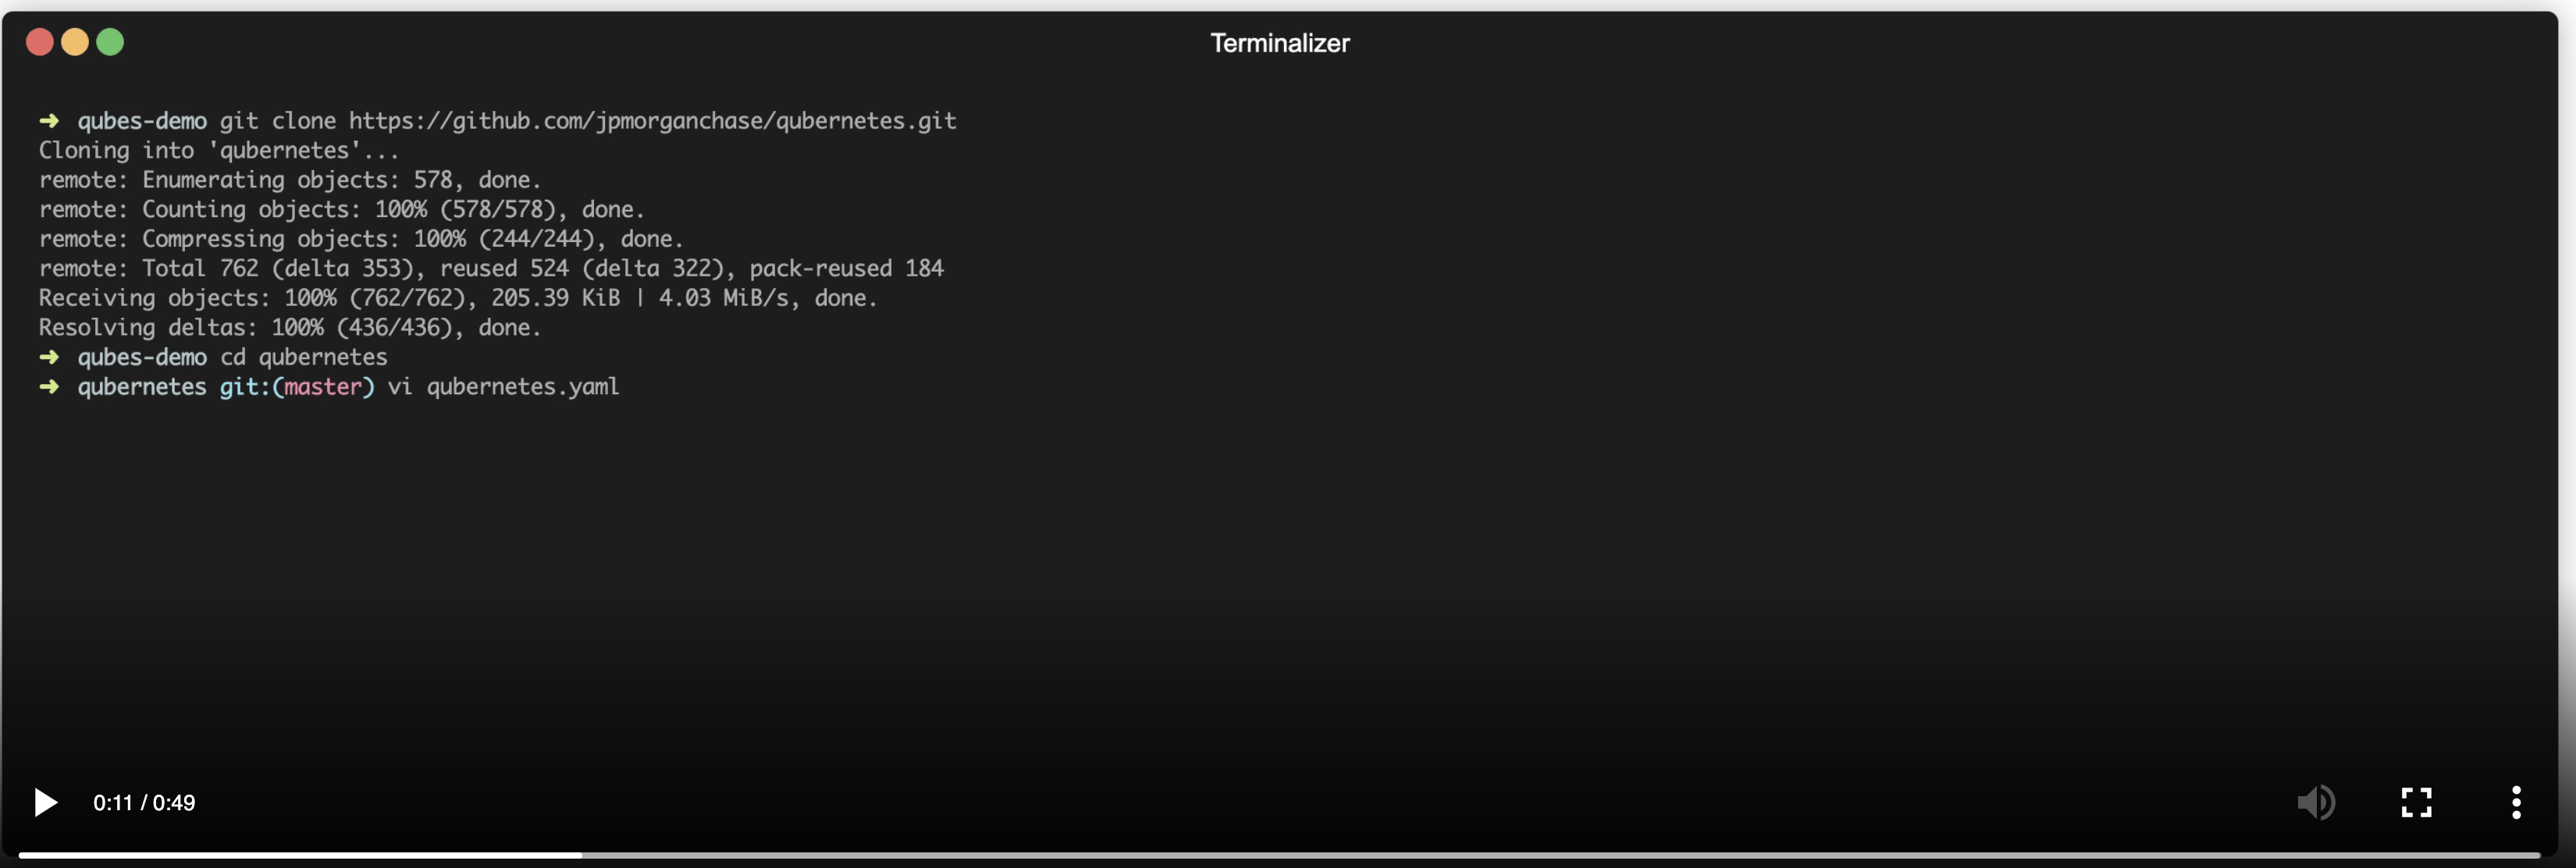 Terminalizer
➜ qubes-demo git clone https://github.com/jpmorganchase/qubernetes.git
Cloning into 'qubernetes'...
remote: Enumerating objects: 578, done.
remote: Counting objects: 100% (578/578), done.
remote: Compressing objects: 100% (244/244), done.
remote: Total 762 (delta 353), reused 524 (delta 322), pack-reused 184
Receiving objects: 100% (762/762), 205.39 KiB | 4.03 MiB/s, done.
Resolving deltas: 100% (436/436), done.
➜ qubes-demo cd qubernetes
➜ qubernetes git:(master) vi qubernetes.yaml
0:11 / 0:49